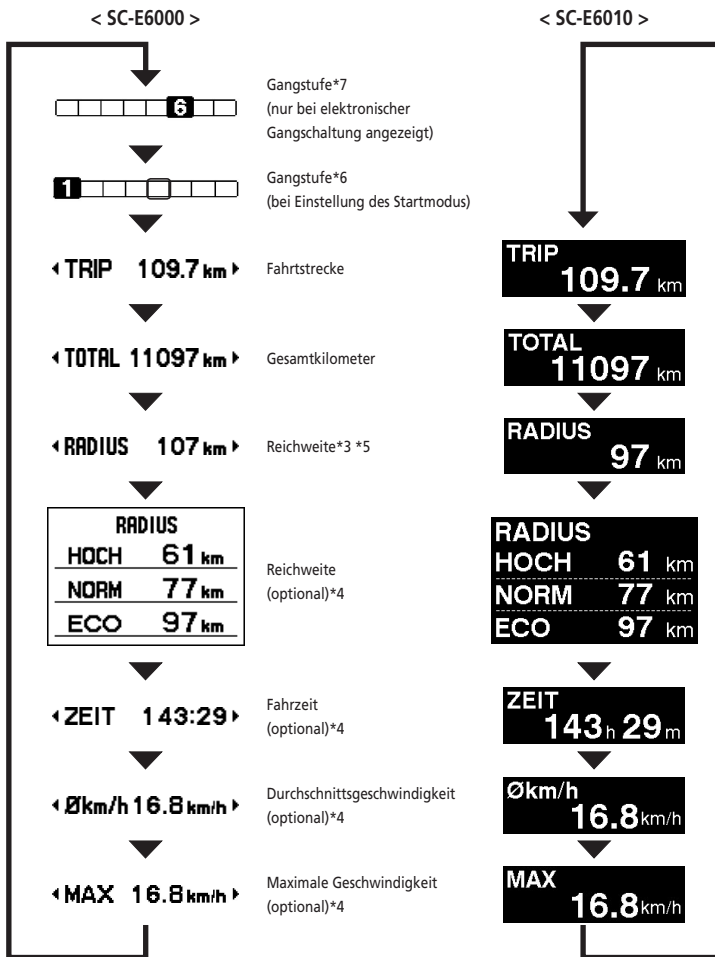 < SC-E6000 >
< SC-E6010 >
6
Gangstufe*7
(nur bei elektronischer
Gangschaltung angezeigt)
1
Gangstufe*6
(bei Einstellung des Startmodus)
TRIP 109.7 km
Fahrtstrecke
TRIP
109.7 km
TOTAL 11097 km
Gesamtkilometer
TOTAL
11097 km
RADIUS 107 km
Reichweite*3 *5
RADIUS
97 km
RADIUS
HOCH 61 km
NORM 77 km
ECO 97 km
Reichweite
(optional)*4
RADIUS
HOCH 61 km
NORM 77 km
ECO 97 km
ZEIT 143:29
Fahrzeit
(optional)*4
ZEIT
143 h 29 m
Økm/h 16.8 km/h
Durchschnittsgeschwindigkeit
(optional)*4
Økm/h
16.8 km/h
MAX 16.8 km/h
Maximale Geschwindigkeit
(optional)*4
MAX
16.8 km/h